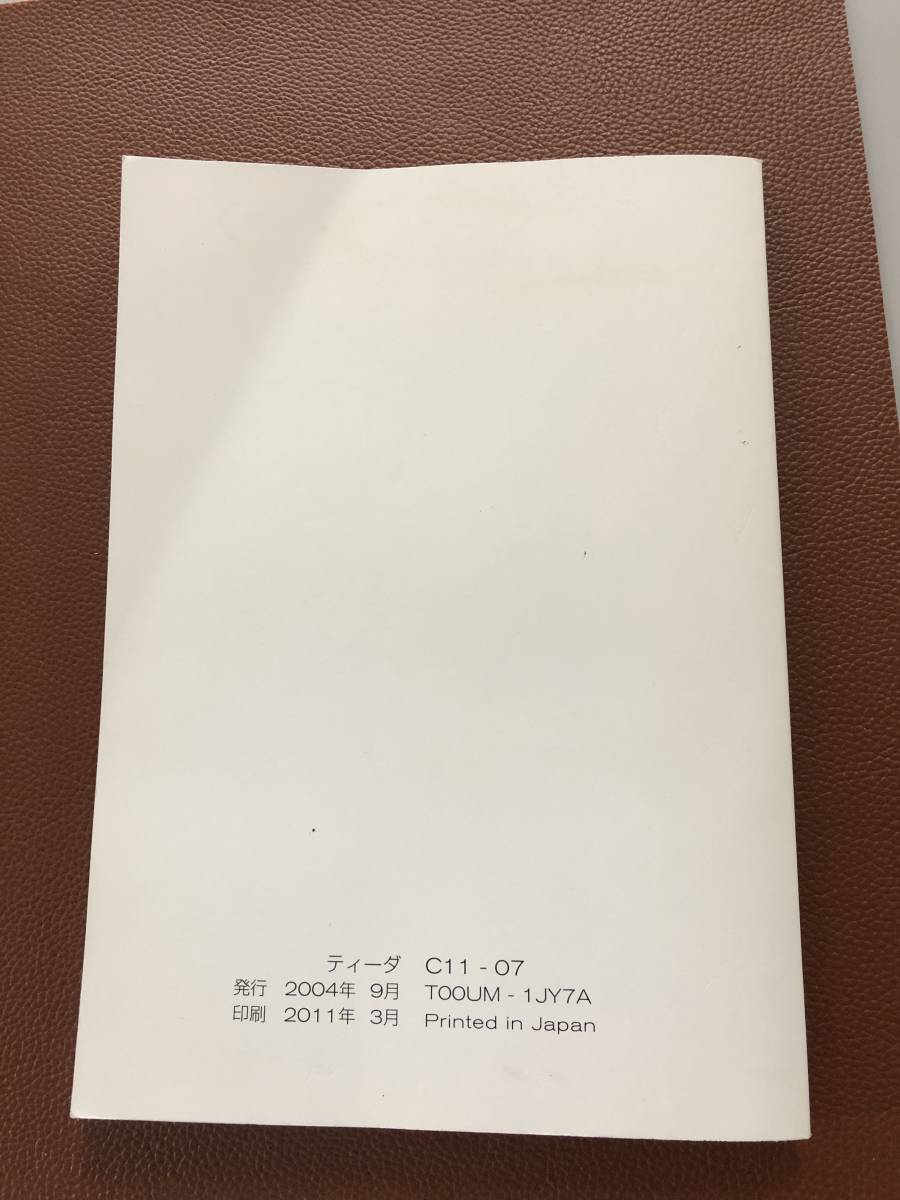 ティーダ C11 - 07
発行 2004年 9月 T00UM - 1JY7A
印刷 2011年 3月 Printed in Japan